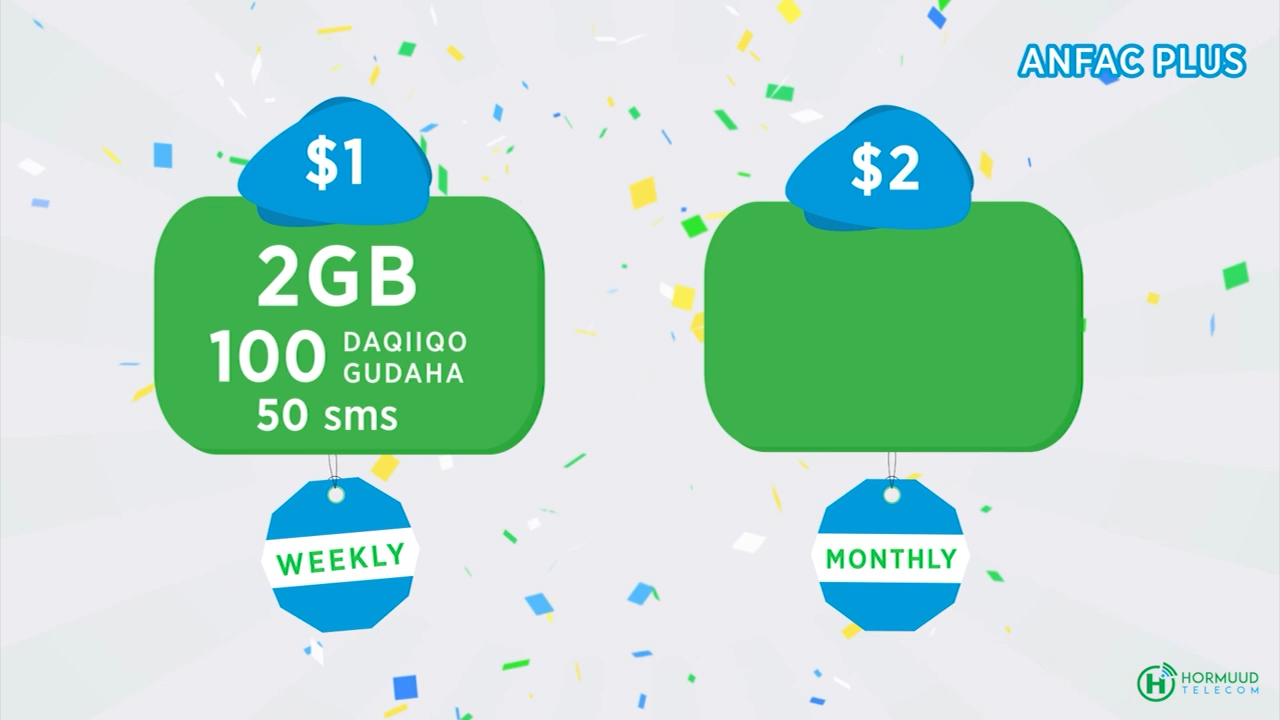 ANFAC PLUS
$1
2GB
100 DAQIIQO GUDAHA
50 sms
WEEKLY
$2
MONTHLY
HORMUUD
TELECOM